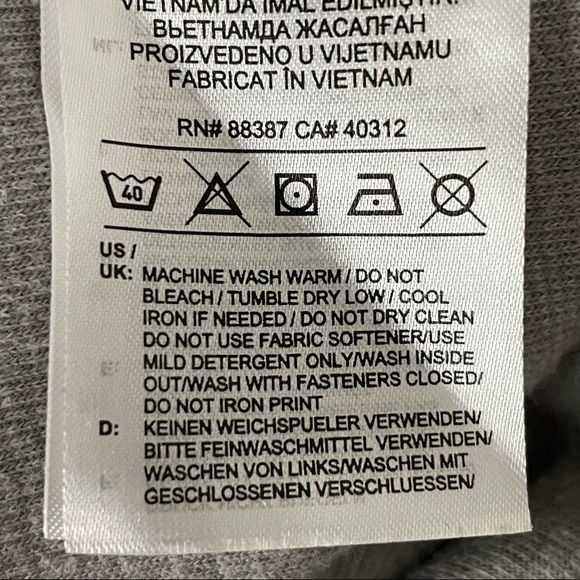 VIETNAM'DA İMAL EDİLMİŞTİR.
ВЬЕТНАМДА ЖАСАЛҒАН
PROIZVEDENO U VIJETNAMU
FABRICAT ÎN VIETNAM
RN# 88387 CA# 40312
40
US /
UK: MACHINE WASH WARM / DO NOT
BLEACH / TUMBLE DRY LOW / COOL
IRON IF NEEDED / DO NOT DRY CLEAN
DO NOT USE FABRIC SOFTENER/USE
MILD DETERGENT ONLY/WASH INSIDE
OUT/WASH WITH FASTENERS CLOSED/
DO NOT IRON PRINT
D: KEINEN WEICHSPUELER VERWENDEN/
BITTE FEINWASCHMITTEL VERWENDEN/
WASCHEN VON LINKS/WASCHEN MIT
GESCHLOSSENEN VERSCHLUESSEN/